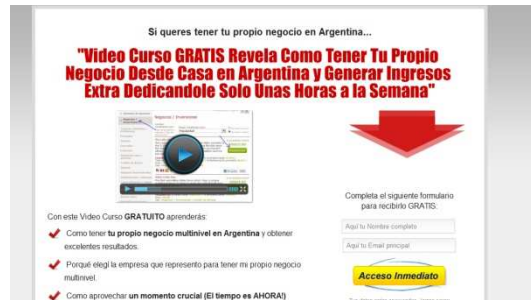 Si queres tener tu propio negocio en Argentina...
"Video Curso GRATIS Revela Como Tener Tu Propio
Negocio Desde Casa en Argentina y Generar Ingresos
Extra Dedicandole Solo Unas Horas a la Semana"
Con este Video Curso GRATUITO aprenderás:
Como tener tu propio negocio multinivel en Argentina y obtener
excelentes resultados.
Porqué elegí la empresa que represento para tener mi propio negocio
multinivel.
Como aprovechar un momento crucial (El tiempo es AHORA!)
Completa el siguiente formulario
para recibirlo GRATIS:
Aquí tu Nombre completo
Aquí tu Email principal
Acceso Inmediato